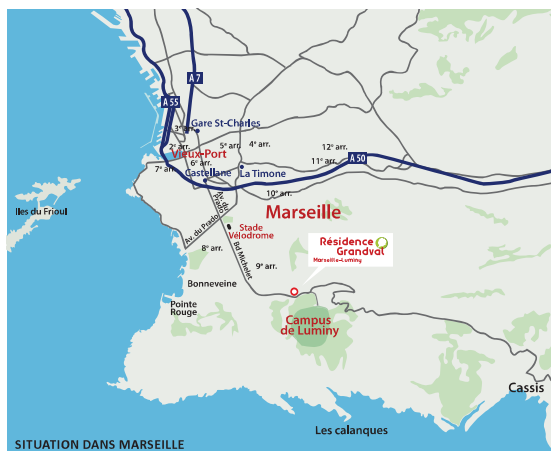 A 7
A 55
Gare St-Charles
3e arr.
2e arr.
5e arr.
4e arr.
12e arr.
Vieux-Port
A 50
11e arr.
6e arr.
7e arr.
Castellane
La Timone
10e arr.
Iles du Frioul
Av. du
Prado
Marseille
Av. du Prado
Stade
Vélodrome
8e arr.
Bd Michelet
9e arr.
Résidence
Grandval
Marseille-Luminy
Bonneveine
Pointe
Rouge
Campus
de Luminy
Cassis
Les calanques
SITUATION DANS MARSEILLE